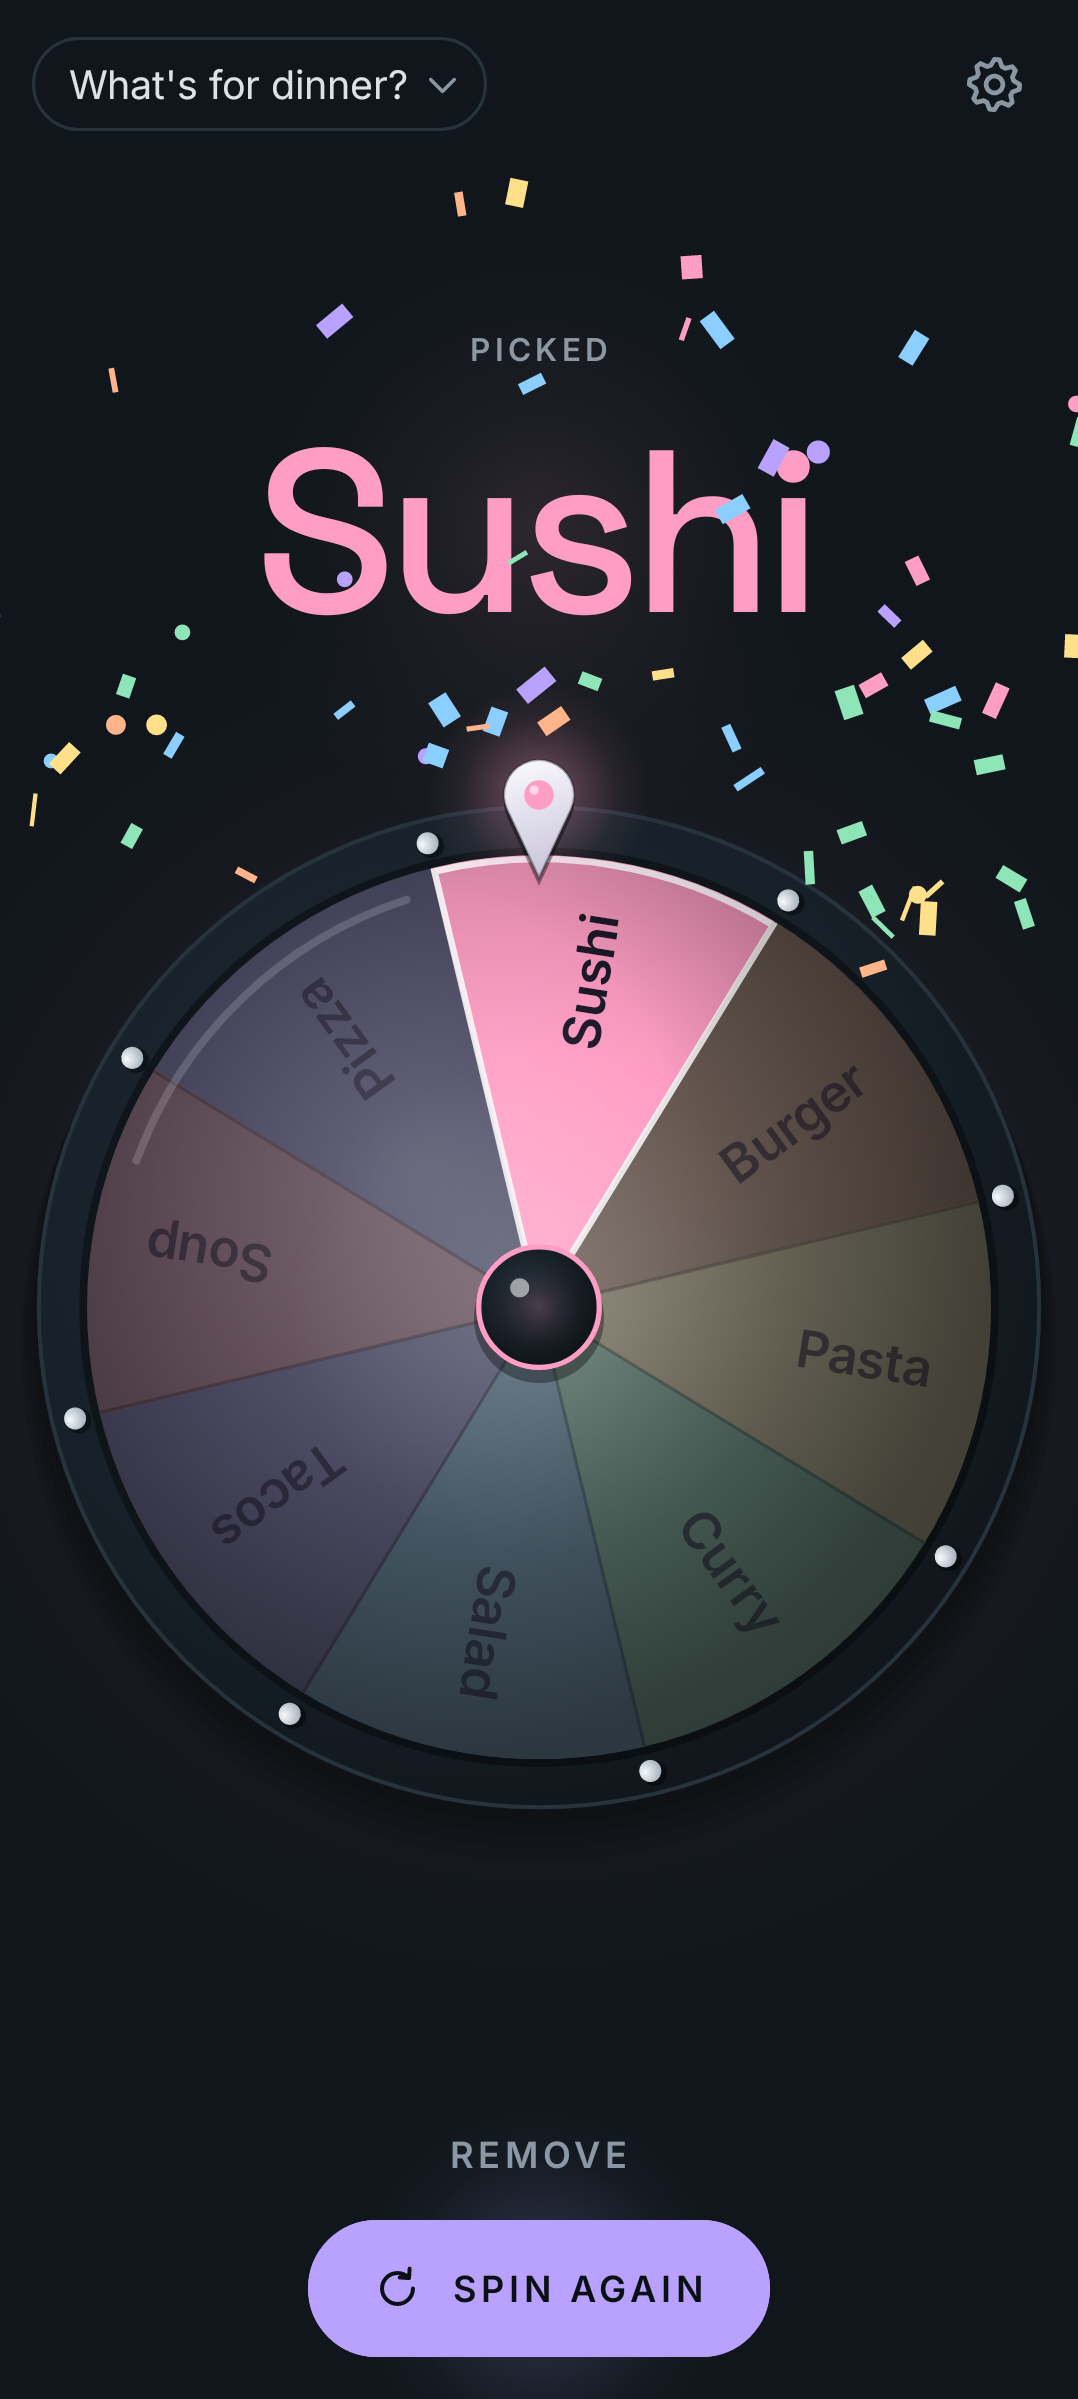 What's for dinner?
PICKED
Sushi
Sushi
Pizza
Burger
Soup
Pasta
Tacos
Curry
Salad
REMOVE
SPIN AGAIN